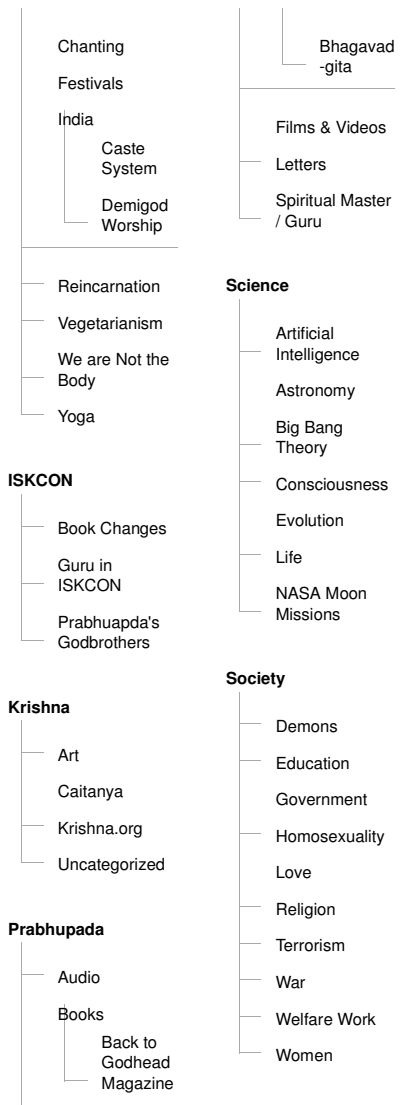 Chanting
Festivals
India
Caste
System
Demigod
Worship
Reincarnation
Vegetarianism
We are Not the
Body
Yoga
ISKCON
Book Changes
Guru in
ISKCON
Prabhuapda's
Godbrothers
Krishna
Art
Caitanya
Krishna.org
Uncategorized
Prabhupada
Audio
Books
Back to
Godhead
Magazine
Bhagavad
-gita
Films & Videos
Letters
Spiritual Master
/ Guru
Science
Artificial
Intelligence
Astronomy
Big Bang
Theory
Consciousness
Evolution
Life
NASA Moon
Missions
Society
Demons
Education
Government
Homosexuality
Love
Religion
Terrorism
War
Welfare Work
Women